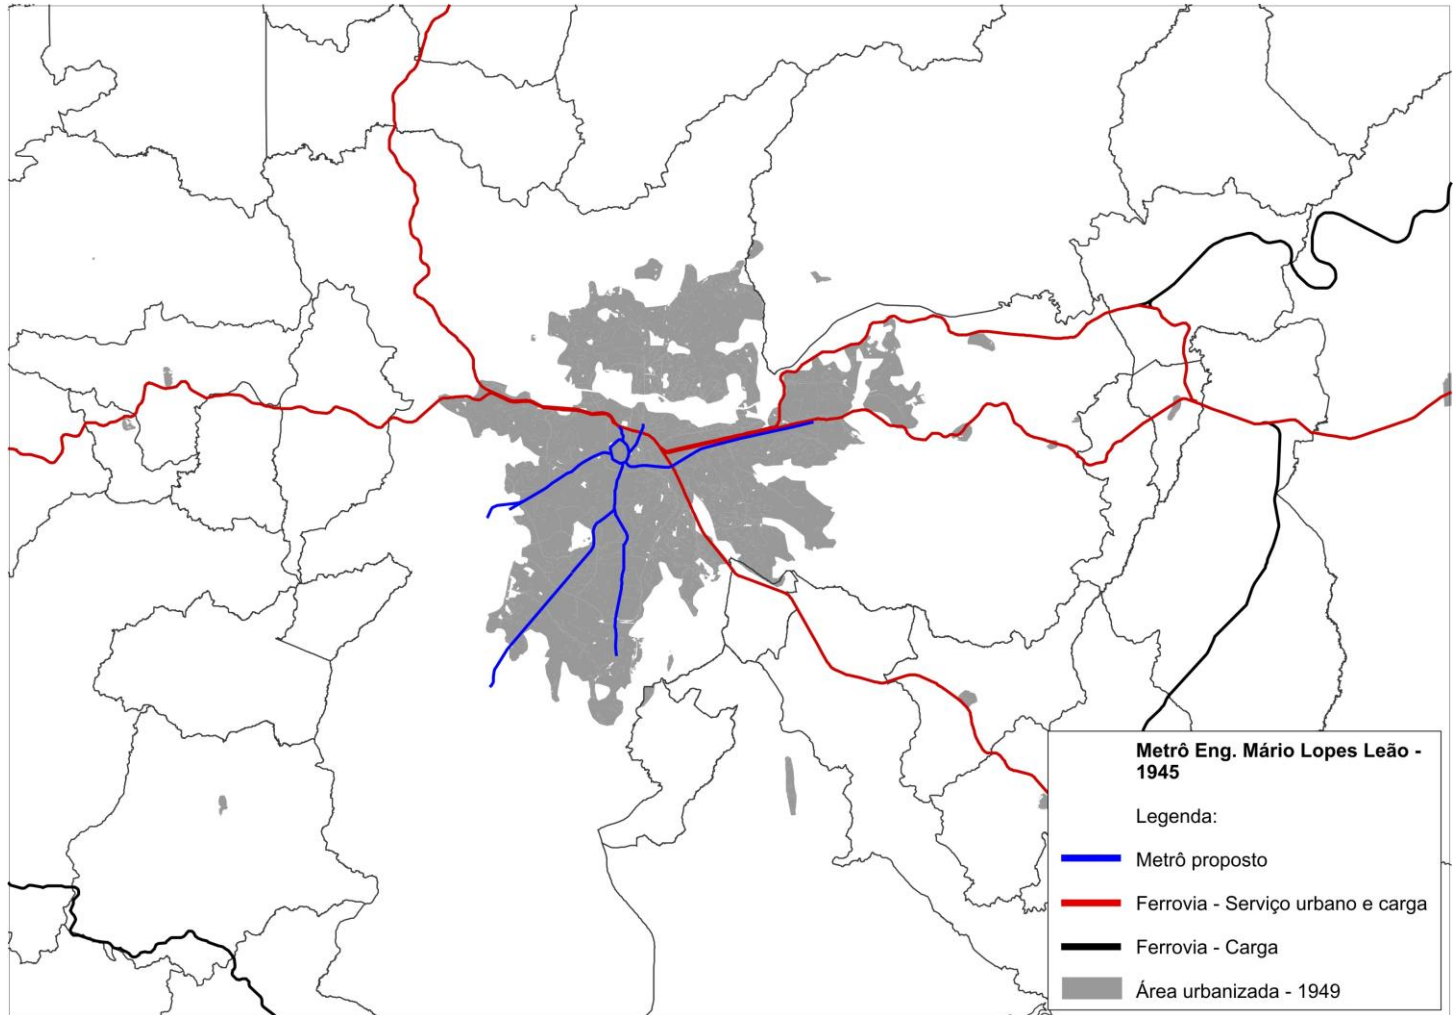 Metrô Eng. Mário Lopes Leão -
1945
Legenda:
Metrô proposto
Ferrovia - Serviço urbano e carga
Ferrovia - Carga
Área urbanizada - 1949